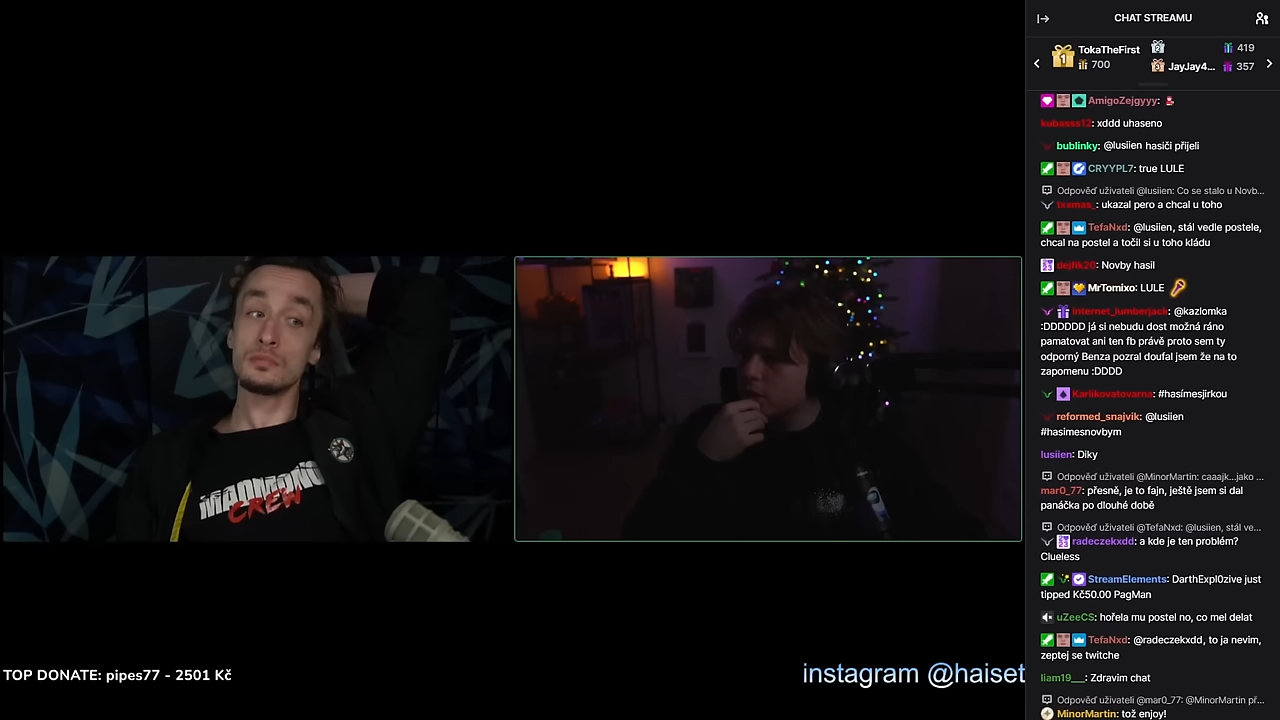 CHAT STREAMU
TokaTheFirst
700
419
JayJay4... 357
AmigoZejgyyy:
kubasss12: xddd uhaseno
bublinky: @lusiien hasiči přijeli
CRYYPL7: true LULE
Odpověď uživateli @lusiien: Co se stalo u Novb...
txxmas_: ukazal pero a chcal u toho
TefaNxd: @lusiien, stál vedle postele,
chcal na postel a točil si u toho kládu
dejfik20: Novby hasil
MrTomixo: LULE
internet_lumberjack: @kazlomka
:DDDDDD já si nebudu dost možná ráno
pamatovat ani ten fb právě proto sem ty
odporný Benza pozral doufal jsem že na to
zapomenu :DDDD
Karlikovatovarna: #hasímesjirkou
reformed_snajvik: @lusiien
#hasimesnovbym
lusiien: Diky
Odpověď uživateli @MinorMartin: caaajk...jako ...
mar0_77: přesně, je to fajn, ještě jsem si dal
panáčka po dlouhé době
Odpověď uživateli @TefaNxd: @lusiien, stál ve...
radeczekxdd: a kde je ten problém?
Clueless
StreamElements: DarthExpl0zive just
tipped Kč50.00 PagMan
uZeeCS: hořela mu postel no, co mel delat
TefaNxd: @radeczekxdd, to ja nevim,
zeptej se twitche
liam19___: Zdravim chat
Odpověď uživateli @mar0_77: @MinorMartin př...
MinorMartin: tož enjoy!
MADMONQ
CREW
TOP DONATE: pipes77 - 2501 Kč
instagram @haiset